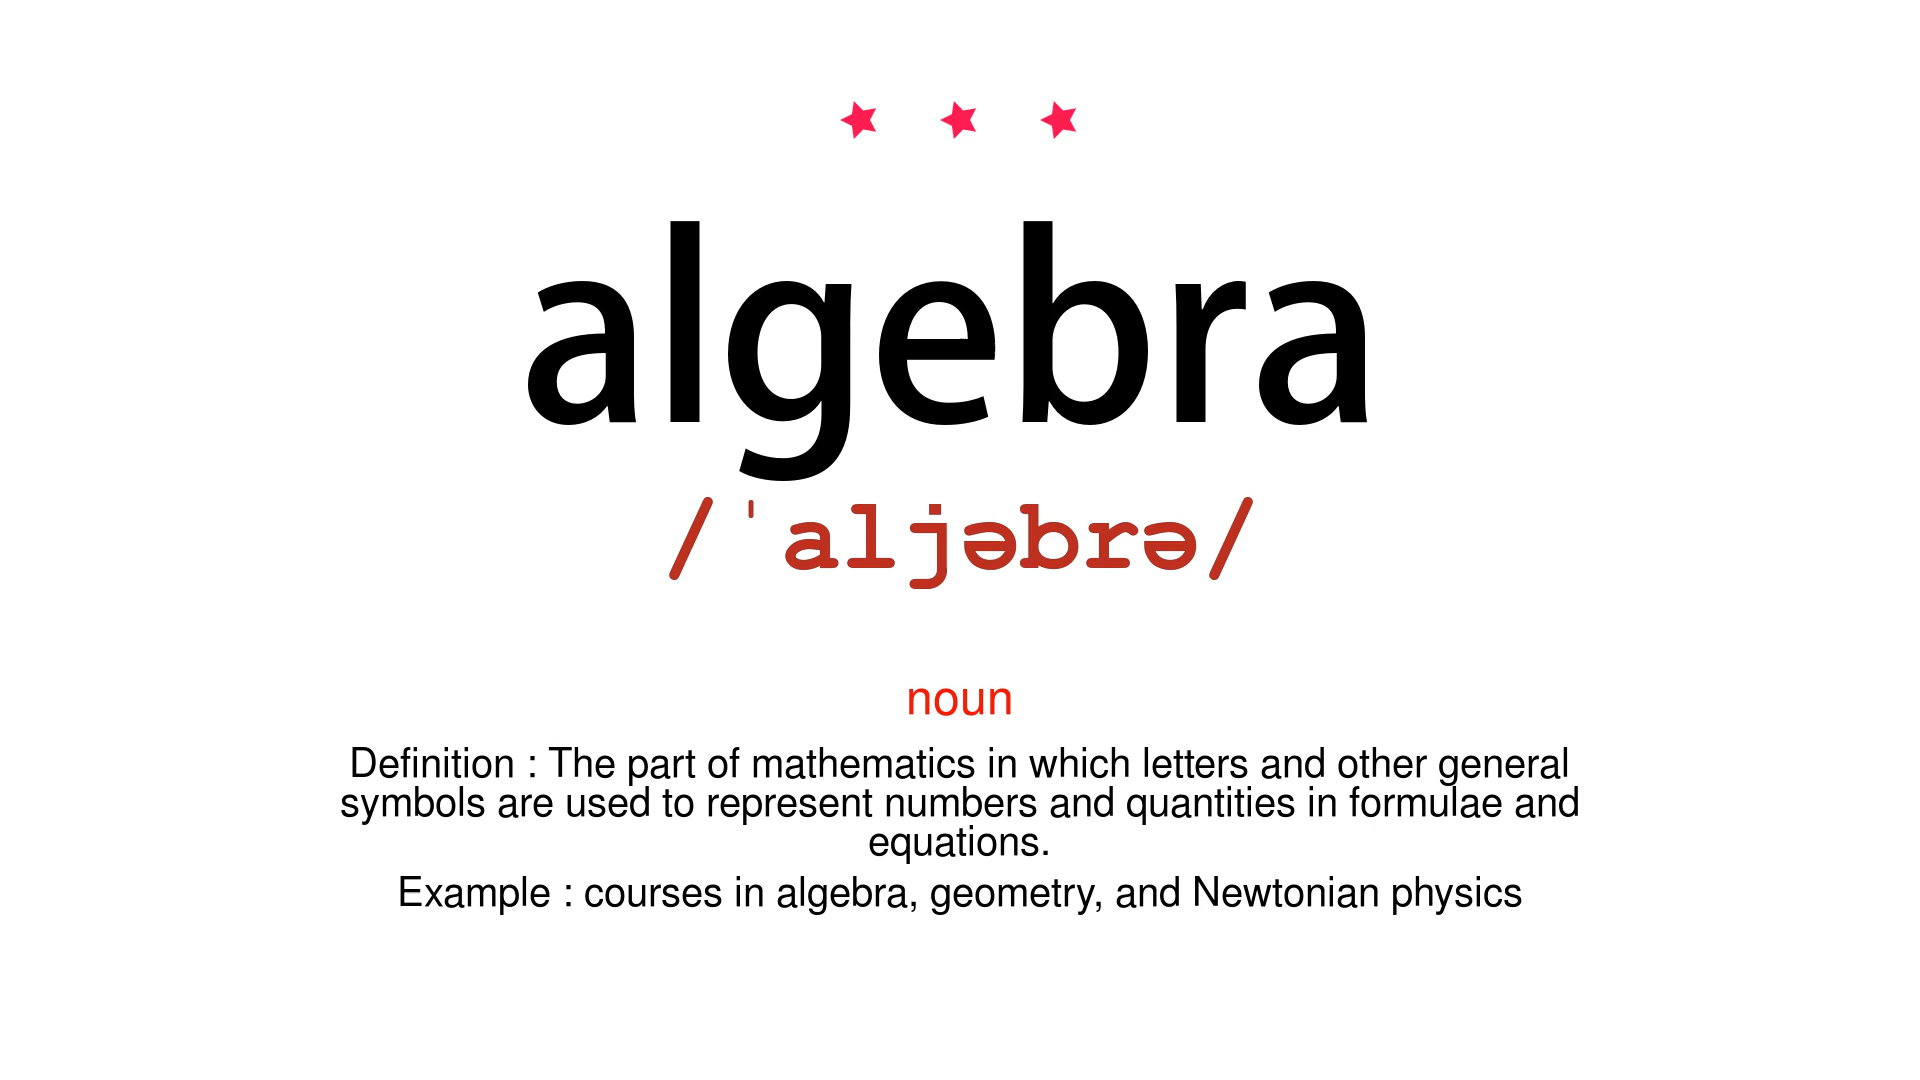 algebra
/ˈaljəbrə/
noun
Definition : The part of mathematics in which letters and other general
symbols are used to represent numbers and quantities in formulae and
equations.
Example : courses in algebra, geometry, and Newtonian physics